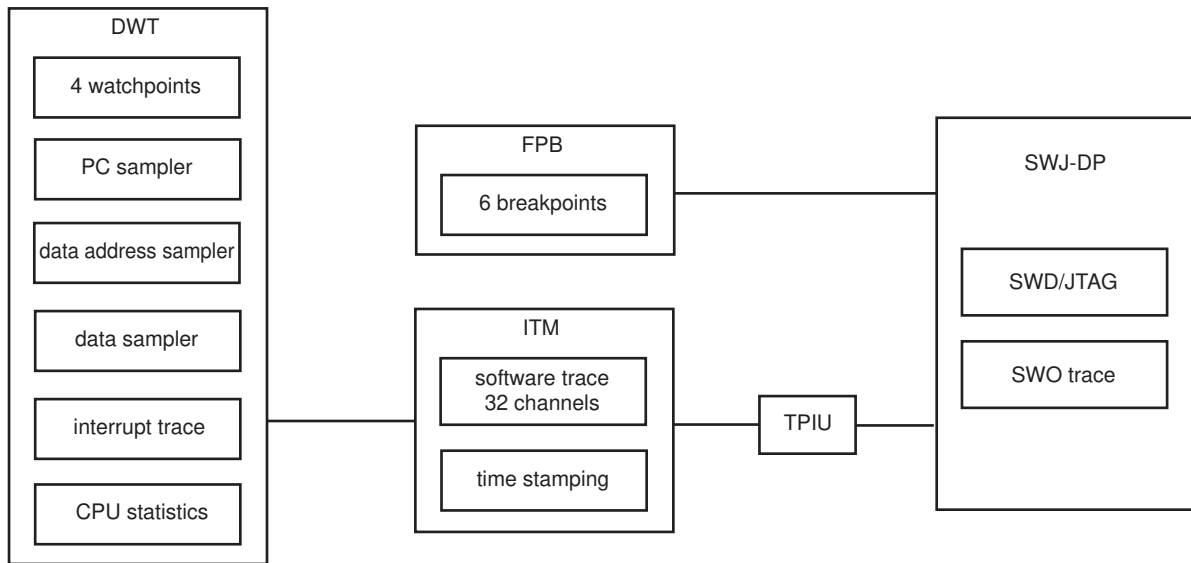 DWT
4 watchpoints
PC sampler
data address sampler
data sampler
interrupt trace
CPU statistics
FPB
6 breakpoints
ITM
software trace
32 channels
time stamping
TPIU
SWJ-DP
SWD/JTAG
SWO trace